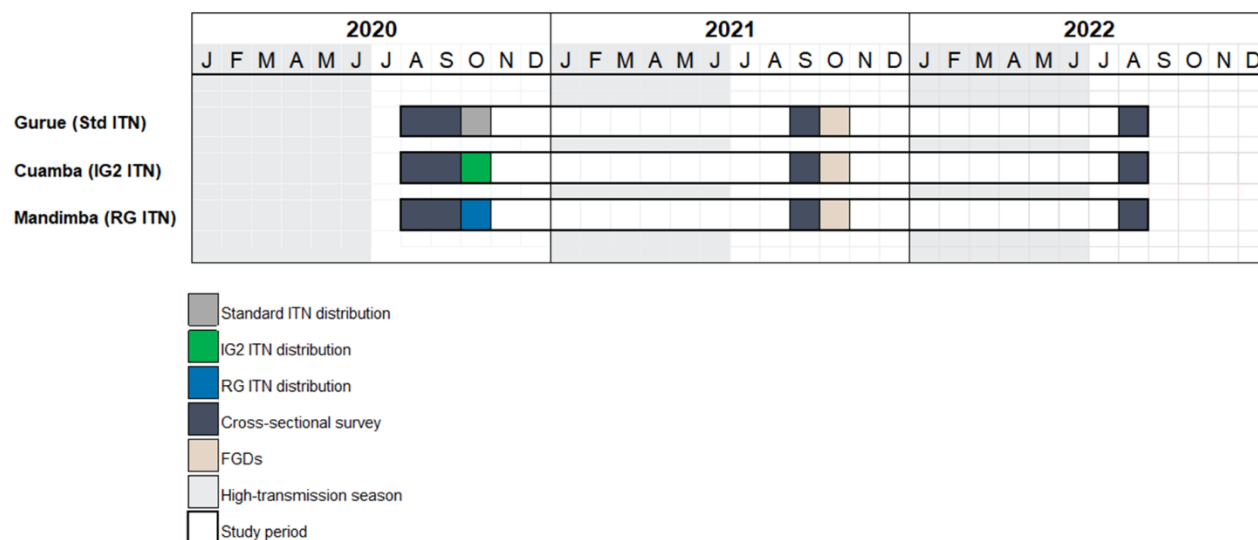 2020 2021 2022
J F M A M J J A S O N D J F M A M J J A S O N D J F M A M J J A S O N D
Gurue (Std ITN)
Cuamba (IG2 ITN)
Mandimba (RG ITN)
Standard ITN distribution
IG2 ITN distribution
RG ITN distribution
Cross-sectional survey
FGDs
High-transmission season
Study period